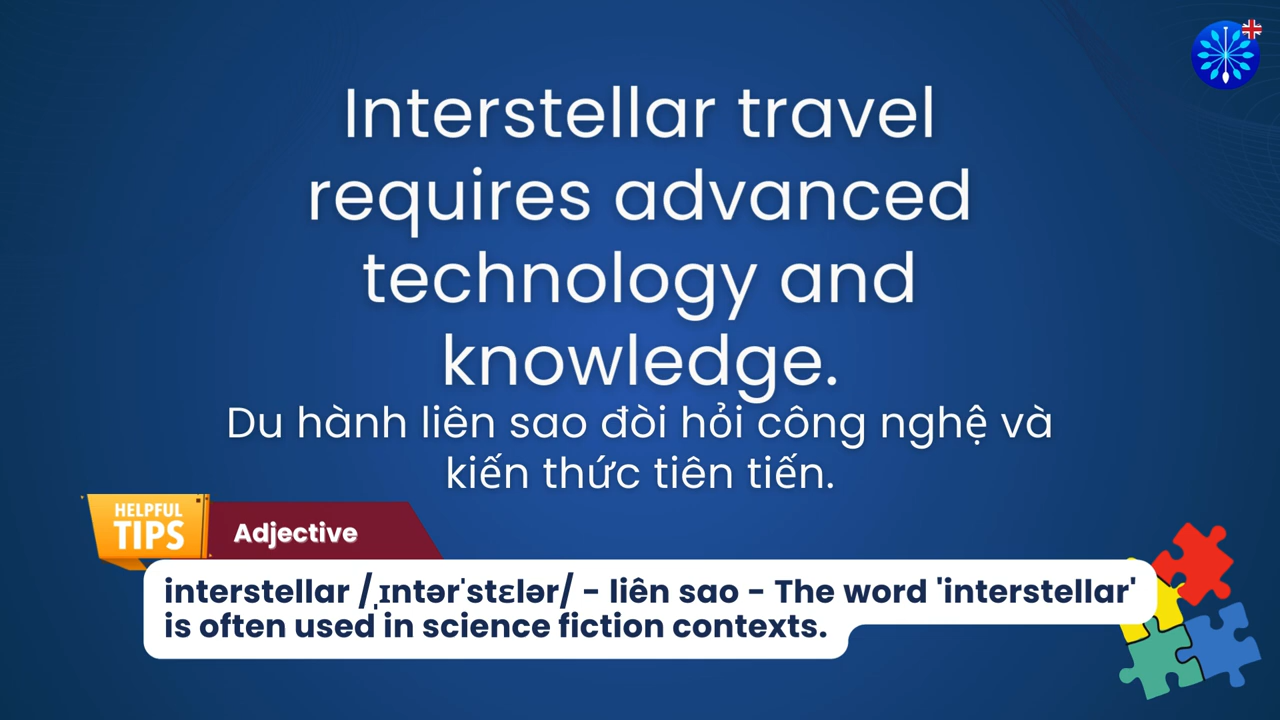 Interstellar travel
requires advanced
technology and
knowledge.
Du hành liên sao đòi hỏi công nghệ và
kiến thức tiên tiến.
HELPFUL
TIPS
Adjective
interstellar /ˌɪntərˈstɛlər/ - liên sao - The word 'interstellar'
is often used in science fiction contexts.